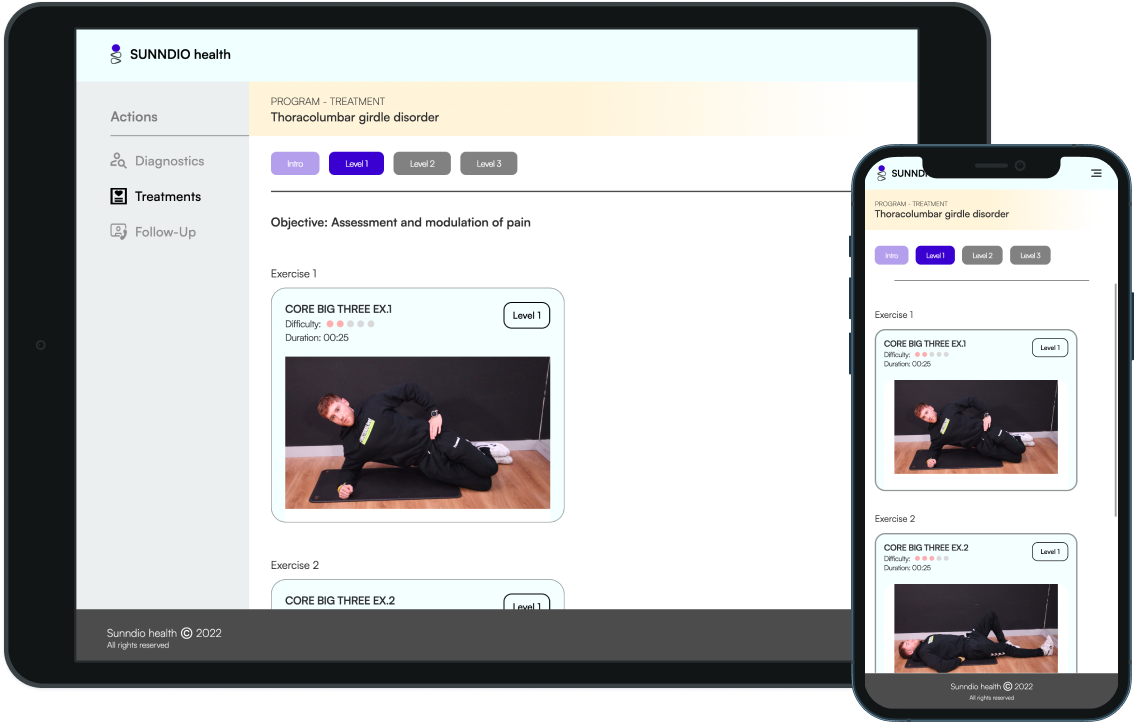 SUNNDIO health
Actions
Diagnostics
Treatments
Follow-Up
PROGRAM - TREATMENT
Thoracolumbar girdle disorder
Intro
Level 1
Level 2
Level 3
Objective: Assessment and modulation of pain
Exercise 1
CORE BIG THREE EX.1
Difficulty:
Duration: 00:25
Level 1
Exercise 2
CORE BIG THREE EX.2
Level 1
Sunndio health © 2022
All rights reserved
SUNND
PROGRAM - TREATMENT
Thoracolumbar girdle disorder
Intro
Level 1
Level 2
Level 3
Exercise 1
CORE BIG THREE EX.1
Difficulty:
Duration: 00:25
Level 1
Exercise 2
CORE BIG THREE EX.2
Difficulty:
Duration: 00:25
Level 1
Sunndio health © 2022
All rights reserved